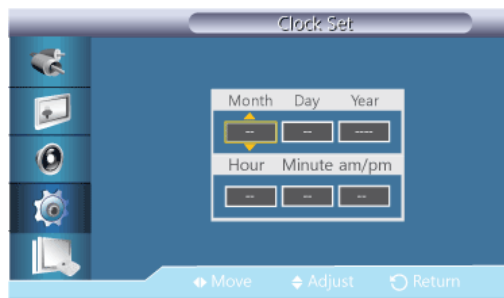 Clock Set
Month Day Year
-- -- ----
Hour Minute am/pm
-- -- --
Move Adjust Return